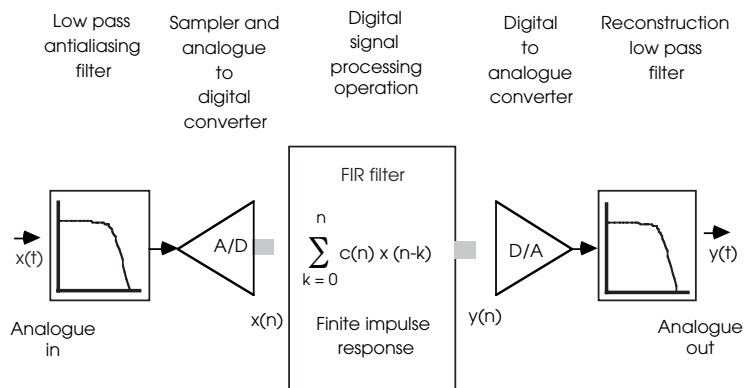 Low pass
antialiasing
filter
Sampler and
analogue
to
digital
converter
Digital
signal
processing
operation
Digital
to
analogue
converter
Reconstruction
low pass
filter
x(t)
Analogue
in
A/D
x(n)
FIR filter
n
∑ c(n) x (n-k)
k = 0
Finite impulse
response
y(n)
D/A
y(t)
Analogue
out